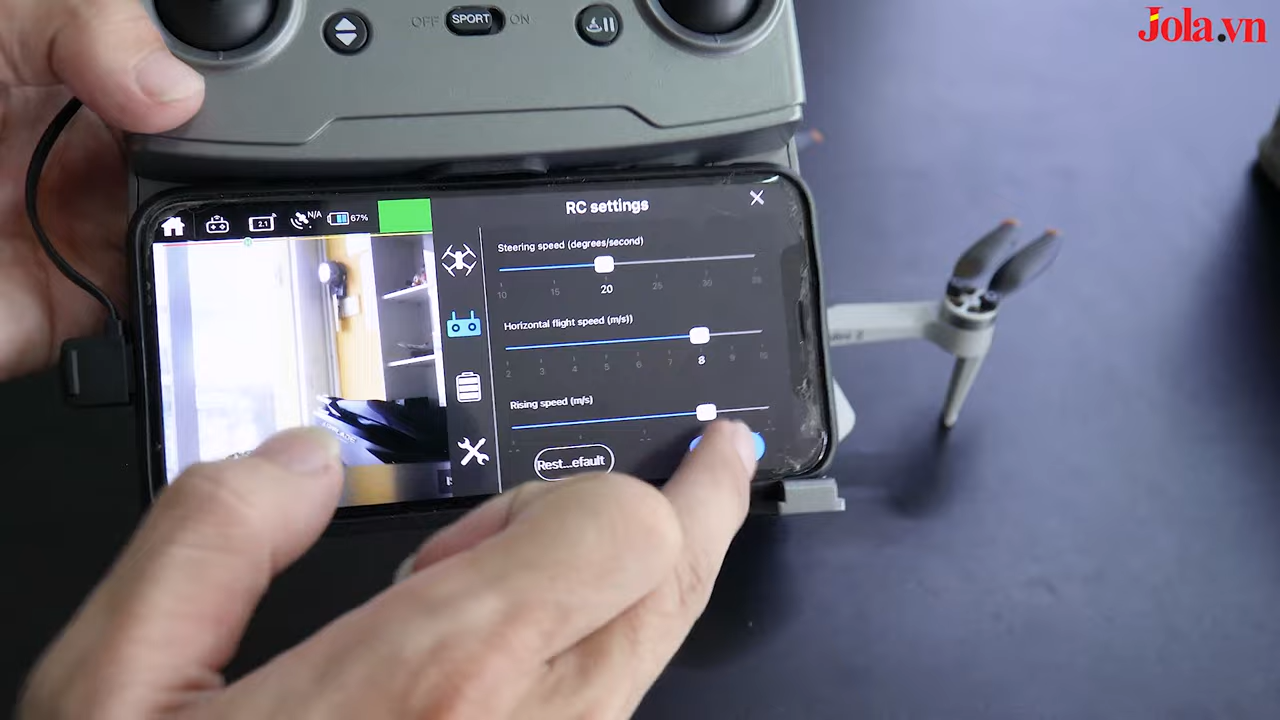 Jola.vn
OFF SPORT ON
2.1 N/A 67%
RC settings
Steering speed (degrees/second)
10 15 20 25 30 35
Horizontal flight speed (m/s))
2 3 4 5 6 7 8 9 10
Rising speed (m/s)
Rest...efault